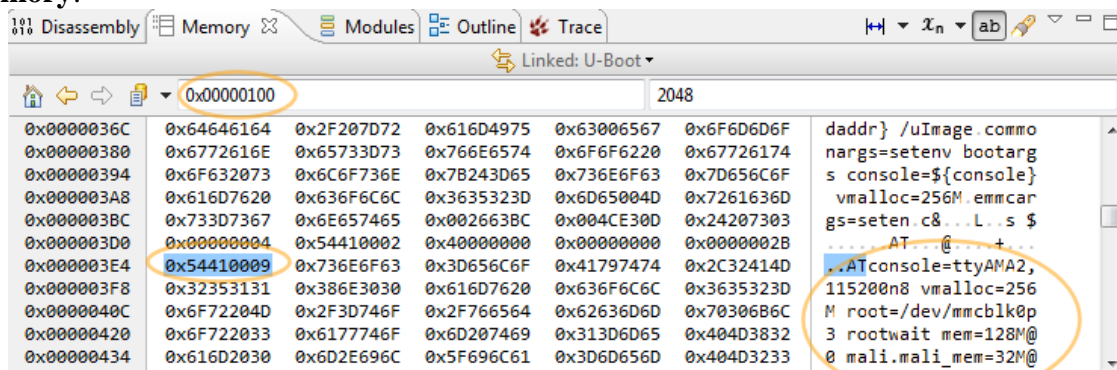 mory.
Disassembly Memory Modules Outline Trace
Linked: U-Boot
0x00000100 2048
0x0000036C 0x64646164 0x2F207D72 0x616D4975 0x63006567 0x6F6D6D6F daddr} /uImage.commo
0x00000380 0x6772616E 0x65733D73 0x766E6574 0x6F6F6220 0x67726174 nargs=setenv bootarg
0x00000394 0x6F632073 0x6C6F736E 0x7B243D65 0x736E6F63 0x7D656C6F s console=${console}
0x000003A8 0x616D7620 0x636F6C6C 0x3635323D 0x6D65004D 0x7261636D vmalloc=256M.emmcar
0x000003BC 0x733D7367 0x6E657465 0x002663BC 0x004CE30D 0x24207303 gs=seten.c&...L..s $
0x000003D0 0x00000004 0x54410002 0x40000000 0x00000000 0x0000002B ......AT...@....+...
0x000003E4 0x54410009 0x736E6F63 0x3D656C6F 0x41797474 0x2C32414D ..ATconsole=ttyAMA2,
0x000003F8 0x32353131 0x386E3030 0x616D7620 0x636F6C6C 0x3635323D 115200n8 vmalloc=256
0x0000040C 0x6F72204D 0x2F3D746F 0x2F766564 0x62636D6D 0x70306B6C M root=/dev/mmcblk0p
0x00000420 0x6F722033 0x6177746F 0x6D207469 0x313D6D65 0x404D3832 3 rootwait mem=128M@
0x00000434 0x616D2030 0x6D2E696C 0x5F696C61 0x3D6D656D 0x404D3233 0 mali.mali_mem=32M@